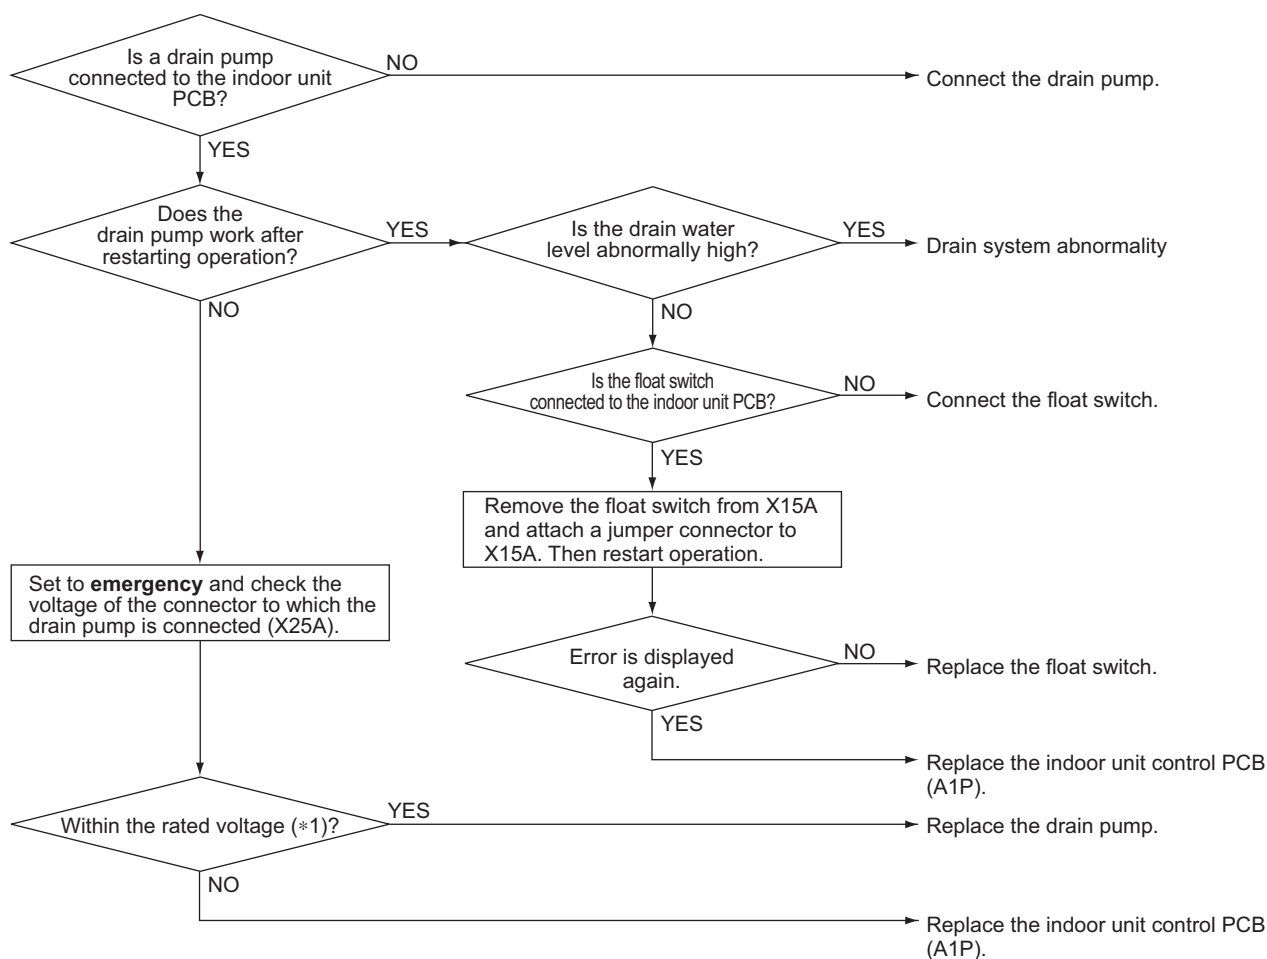 Is a drain pump
connected to the indoor unit
PCB?
NO
Connect the drain pump.
YES
Does the
drain pump work after
restarting operation?
YES
Is the drain water
level abnormally high?
YES
Drain system abnormality
NO
NO
Is the float switch
connected to the indoor unit PCB?
NO
Connect the float switch.
YES
Remove the float switch from X15A
and attach a jumper connector to
X15A. Then restart operation.
Set to emergency and check the
voltage of the connector to which the
drain pump is connected (X25A).
Error is displayed
again.
NO
Replace the float switch.
YES
Replace the indoor unit control PCB
(A1P).
Within the rated voltage (*1)?
YES
Replace the drain pump.
NO
Replace the indoor unit control PCB
(A1P).